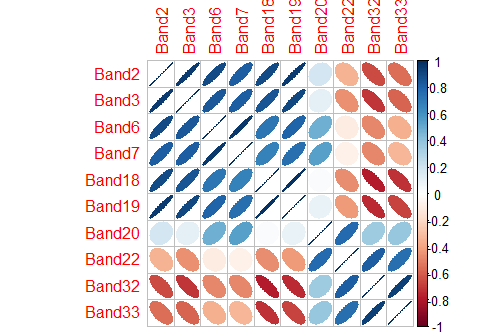 Band2
Band3
Band6
Band7
Band18
Band19
Band20
Band22
Band32
Band33
Band2
Band3
Band6
Band7
Band18
Band19
Band20
Band22
Band32
Band33
1
0.8
0.6
0.4
0.2
0
-0.2
-0.4
-0.6
-0.8
-1